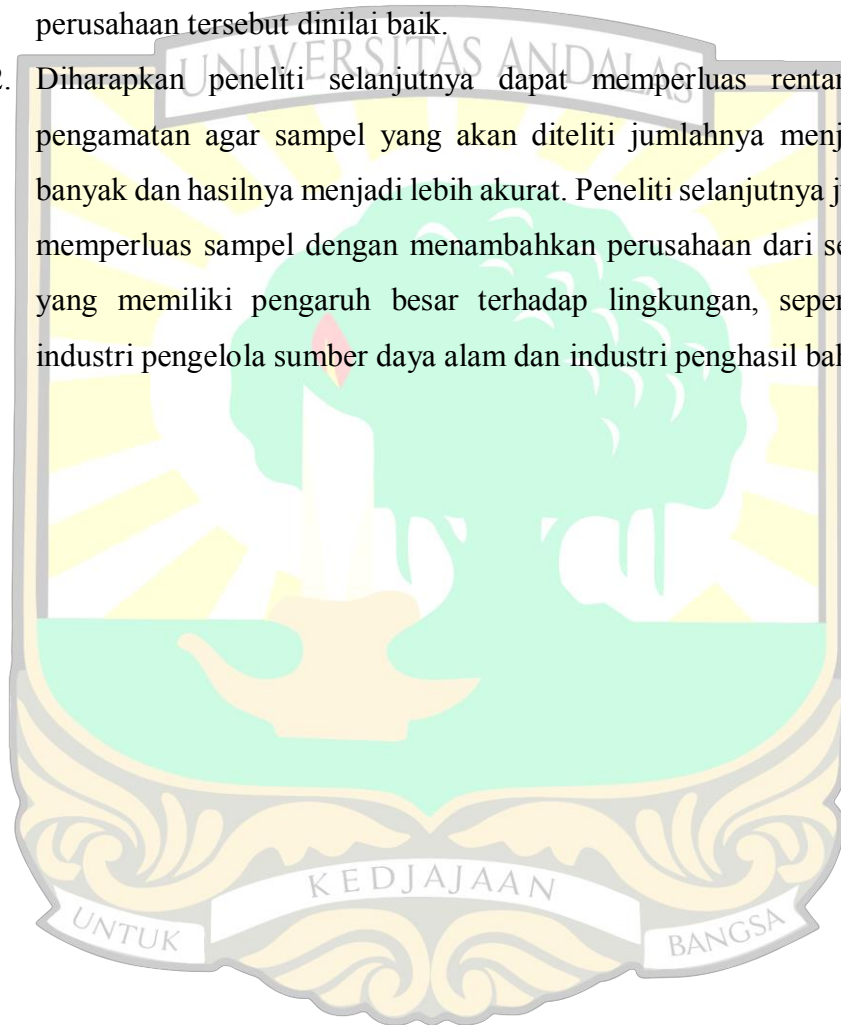 perusahaan tersebut dinilai baik.
UNIVERSITAS ANDALAS
2. Diharapkan peneliti selanjutnya dapat memperluas
pengamatan agar sampel yang akan diteliti jumlahnya
banyak dan hasilnya menjadi lebih akurat. Peneliti selanjutnya
memperluas sampel dengan menambahkan perusahaan dari
yang memiliki pengaruh besar terhadap lingkungan,
industri pengelola sumber daya alam dan industri penghasil
KEDJAJAAN
UNTUK
BANGSA